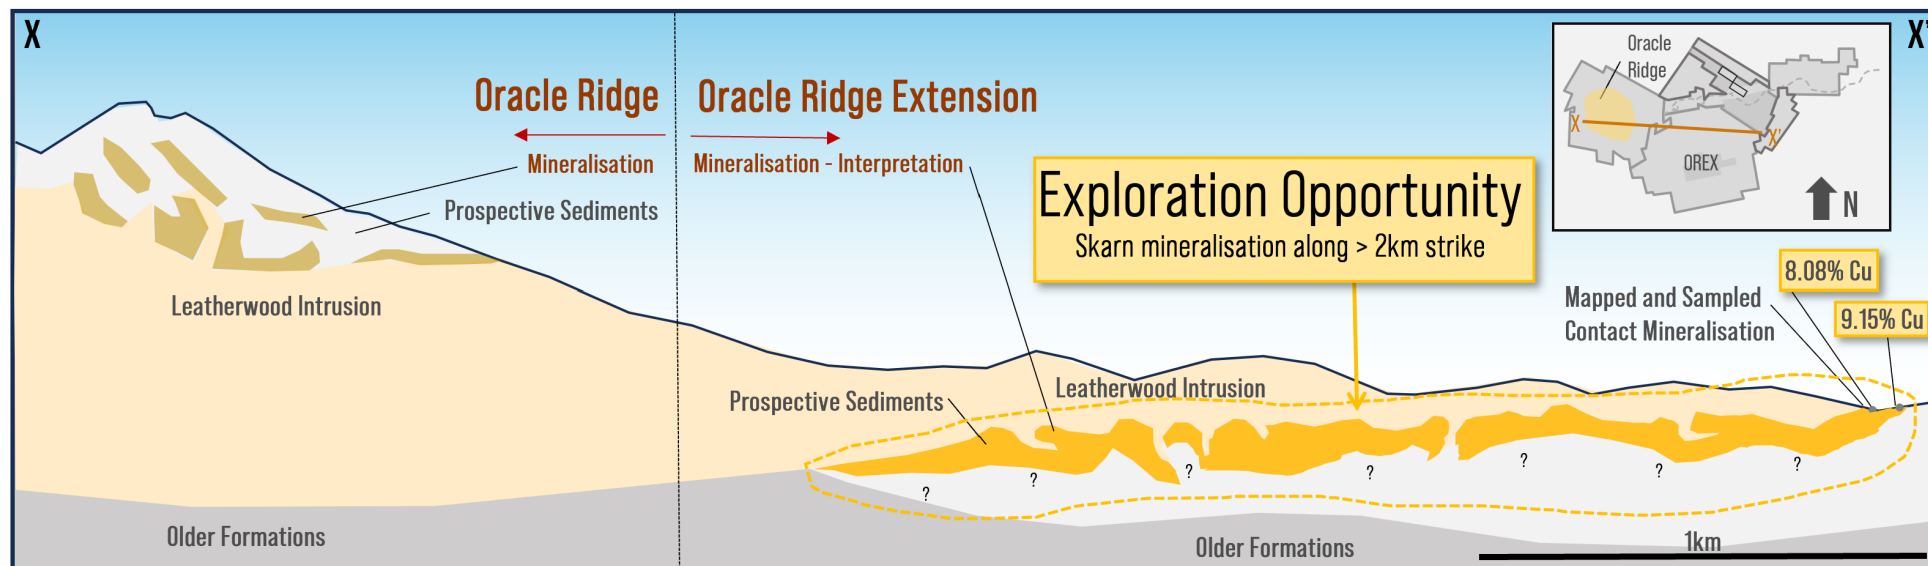 X
X'
Oracle Ridge
Oracle Ridge Extension
Mineralisation
Mineralisation - Interpretation
Prospective Sediments
Leatherwood Intrusion
Exploration Opportunity
Skarn mineralisation along > 2km strike
Oracle
Ridge
X
X'
OREX
N
8.08% Cu
9.15% Cu
Mapped and Sampled
Contact Mineralisation
Leatherwood Intrusion
Prospective Sediments
?
?
?
?
?
?
?
Older Formations
Older Formations
1km